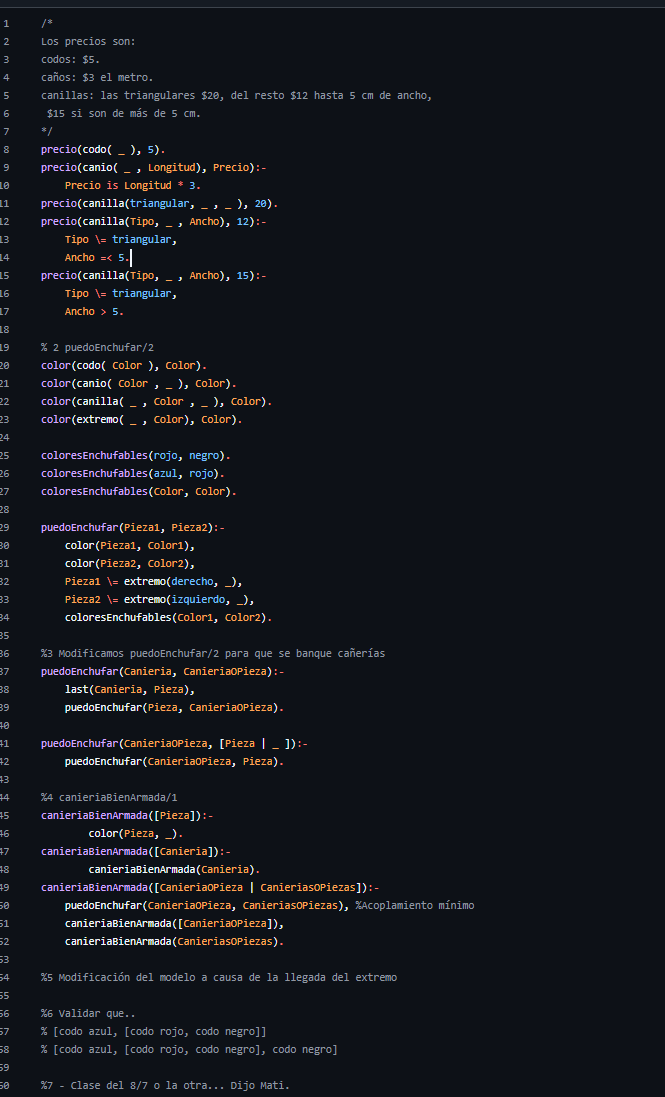 1 /*
2 Los precios son:
3 codos: $5.
4 caños: $3 el metro.
5 canillas: las triangulares $20, del resto $12 hasta 5 cm de ancho,
6 $15 si son de más de 5 cm.
7 */
8 precio(codo( _ ), 5).
9 precio(canio( _ , Longitud), Precio):-
10 Precio is Longitud * 3.
11 precio(canilla(triangular, _ , _ ), 20).
12 precio(canilla(Tipo, _ , Ancho), 12):-
13 Tipo \= triangular,
14 Ancho =< 5.
15 precio(canilla(Tipo, _ , Ancho), 15):-
16 Tipo \= triangular,
17 Ancho > 5.
18
19 % 2 puedoEnchufar/2
20 color(codo( Color ), Color).
21 color(canio( Color , _ ), Color).
22 color(canilla( _ , Color , _ ), Color).
23 color(extremo( _ , Color), Color).
24
25 coloresEnchufables(rojo, negro).
26 coloresEnchufables(azul, rojo).
27 coloresEnchufables(Color, Color).
28
29 puedoEnchufar(Pieza1, Pieza2):-
30 color(Pieza1, Color1),
31 color(Pieza2, Color2),
32 Pieza1 \= extremo(derecho, _),
33 Pieza2 \= extremo(izquierdo, _),
34 coloresEnchufables(Color1, Color2).
35
36 %3 Modificamos puedoEnchufar/2 para que se banque cañerías
37 puedoEnchufar(Canieria, CanieriaOPieza):-
38 last(Canieria, Pieza),
39 puedoEnchufar(Pieza, CanieriaOPieza).
40
41 puedoEnchufar(CanieriaOPieza, [Pieza | _ ]):-
42 puedoEnchufar(CanieriaOPieza, Pieza).
43
44 %4 canieriaBienArmada/1
45 canieriaBienArmada([Pieza]):-
46 color(Pieza, _).
47 canieriaBienArmada([Canieria]):-
48 canieriaBienArmada(Canieria).
49 canieriaBienArmada([CanieriaOPieza | CanieriasOPiezas]):-
50 puedoEnchufar(CanieriaOPieza, CanieriasOPiezas), %Acoplamiento mínimo
51 canieriaBienArmada([CanieriaOPieza]),
52 canieriaBienArmada(CanieriasOPiezas).
53
54 %5 Modificación del modelo a causa de la llegada del extremo
55
56 %6 Validar que..
57 % [codo azul, [codo rojo, codo negro]]
58 % [codo azul, [codo rojo, codo negro], codo negro]
59
60 %7 - Clase del 8/7 o la otra... Dijo Mati.